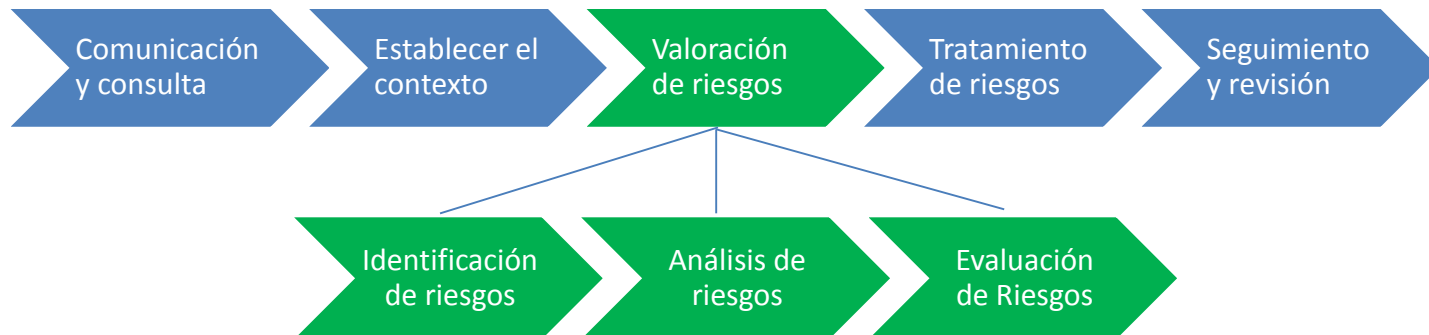 Comunicación
y consulta
Establecer el
contexto
Valoración
de riesgos
Tratamiento
de riesgos
Seguimiento
y revisión
Identificación
de riesgos
Análisis de
riesgos
Evaluación
de Riesgos